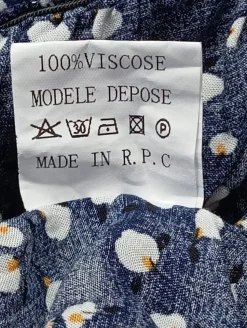 100%VISCOSE
MODELE DEPOSE
30 P
MADE IN R.P.C